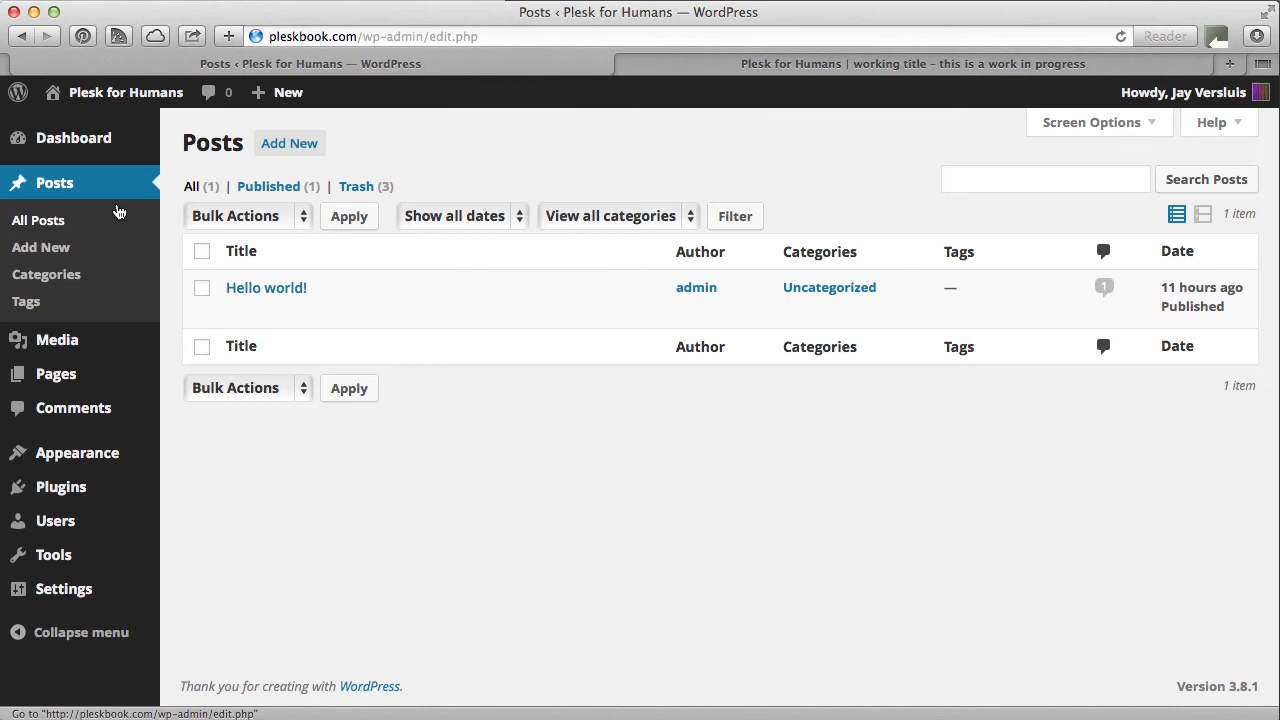 Posts ‹ Plesk for Humans — WordPress
pleskbook.com/wp-admin/edit.php
Reader
Posts ‹ Plesk for Humans — WordPress
Plesk for Humans | working title – this is a work in progress
Plesk for Humans 0 New Howdy, Jay Versluis
Dashboard
Posts
All Posts
Add New
Categories
Tags
Media
Pages
Comments
Appearance
Plugins
Users
Tools
Settings
Collapse menu
Screen Options Help
Posts Add New
All (1) | Published (1) | Trash (3)
Search Posts
Bulk Actions Apply Show all dates View all categories Filter
1 item
Title Author Categories Tags Date
Hello world! admin Uncategorized — 1 11 hours ago
Published
Title Author Categories Tags Date
Bulk Actions Apply
1 item
Thank you for creating with WordPress. Version 3.8.1
Go to "http://pleskbook.com/wp-admin/edit.php"